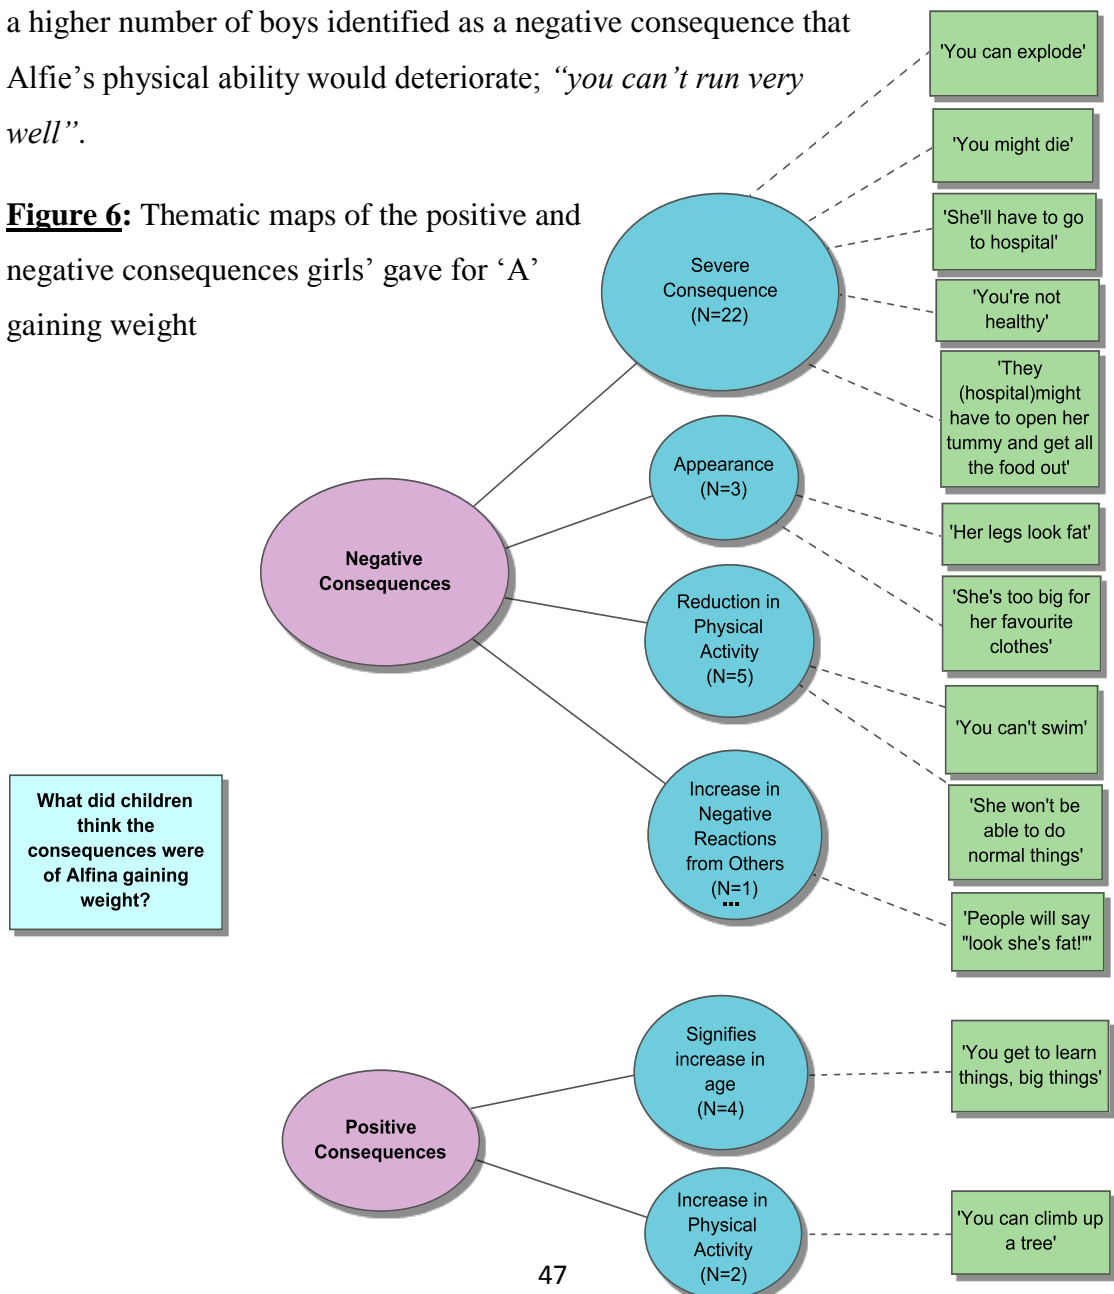 a higher number of boys identified as a negative consequence that
Alfie’s physical ability would deteriorate; “you can’t run very
well”.
Figure 6: Thematic maps of the positive and
negative consequences girls’ gave for ‘A’
gaining weight
'You can explode'
'You might die'
'She'll have to go
to hospital'
'You're not
healthy'
'They
(hospital)might
have to open her
tummy and get all
the food out'
Severe
Consequence
(N=22)
Appearance
(N=3)
'Her legs look fat'
'She's too big for
her favourite
clothes'
Negative
Consequences
Reduction in
Physical
Activity
(N=5)
'You can't swim'
'She won't be
able to do
normal things'
Increase in
Negative
Reactions
from Others
(N=1)
...
'People will say
"look she's fat!"'
What did children
think the
consequences were
of Alfina gaining
weight?
Signifies
increase in
age
(N=4)
'You get to learn
things, big things'
Positive
Consequences
Increase in
Physical
Activity
(N=2)
'You can climb up
a tree'
47